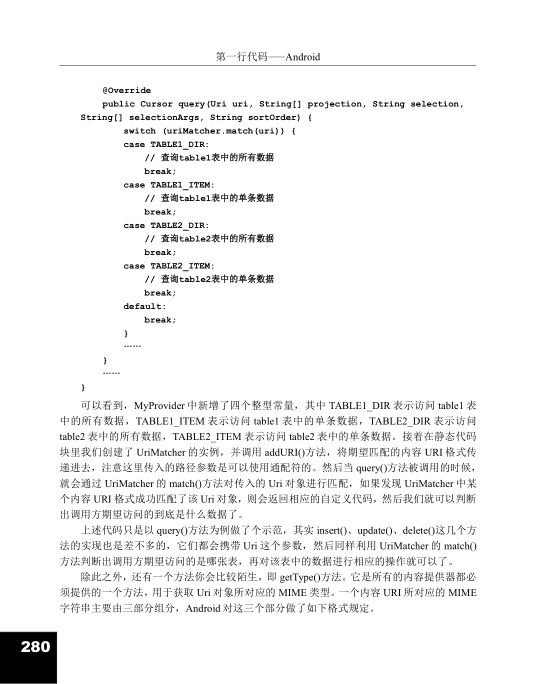 第一行代码——Android
@Override
public Cursor query(Uri uri, String[] projection, String selection,
String[] selectionArgs, String sortOrder) {
switch (uriMatcher.match(uri)) {
case TABLE1_DIR:
// 查询table1表中的所有数据
break;
case TABLE1_ITEM:
// 查询table1表中的单条数据
break;
case TABLE2_DIR:
// 查询table2表中的所有数据
break;
case TABLE2_ITEM:
// 查询table2表中的单条数据
break;
default:
break;
}
……
}
……
}
可以看到，MyProvider 中新增了四个整型常量，其中 TABLE1_DIR 表示访问 table1 表
中的所有数据，TABLE1_ITEM 表示访问 table1 表中的单条数据，TABLE2_DIR 表示访问
table2 表中的所有数据，TABLE2_ITEM 表示访问 table2 表中的单条数据。接着在静态代码
块里我们创建了 UriMatcher 的实例，并调用 addURI()方法，将期望匹配的内容 URI 格式传
递进去，注意这里传入的路径参数是可以使用通配符的。然后当 query()方法被调用的时候，
就会通过 UriMatcher 的 match()方法对传入的 Uri 对象进行匹配，如果发现 UriMatcher 中某
个内容 URI 格式成功匹配了该 Uri 对象，则会返回相应的自定义代码，然后我们就可以判断
出调用方期望访问的到底是什么数据了。
上述代码只是以 query()方法为例做了个示范，其实 insert()、update()、delete()这几个方
法的实现也是差不多的，它们都会携带 Uri 这个参数，然后同样利用 UriMatcher 的 match()
方法判断出调用方期望访问的是哪张表，再对该表中的数据进行相应的操作就可以了。
除此之外，还有一个方法你会比较陌生，即 getType()方法。它是所有的内容提供器都必
须提供的一个方法，用于获取 Uri 对象所对应的 MIME 类型。一个内容 URI 所对应的 MIME
字符串主要由三部分组分，Android 对这三个部分做了如下格式规定。
280